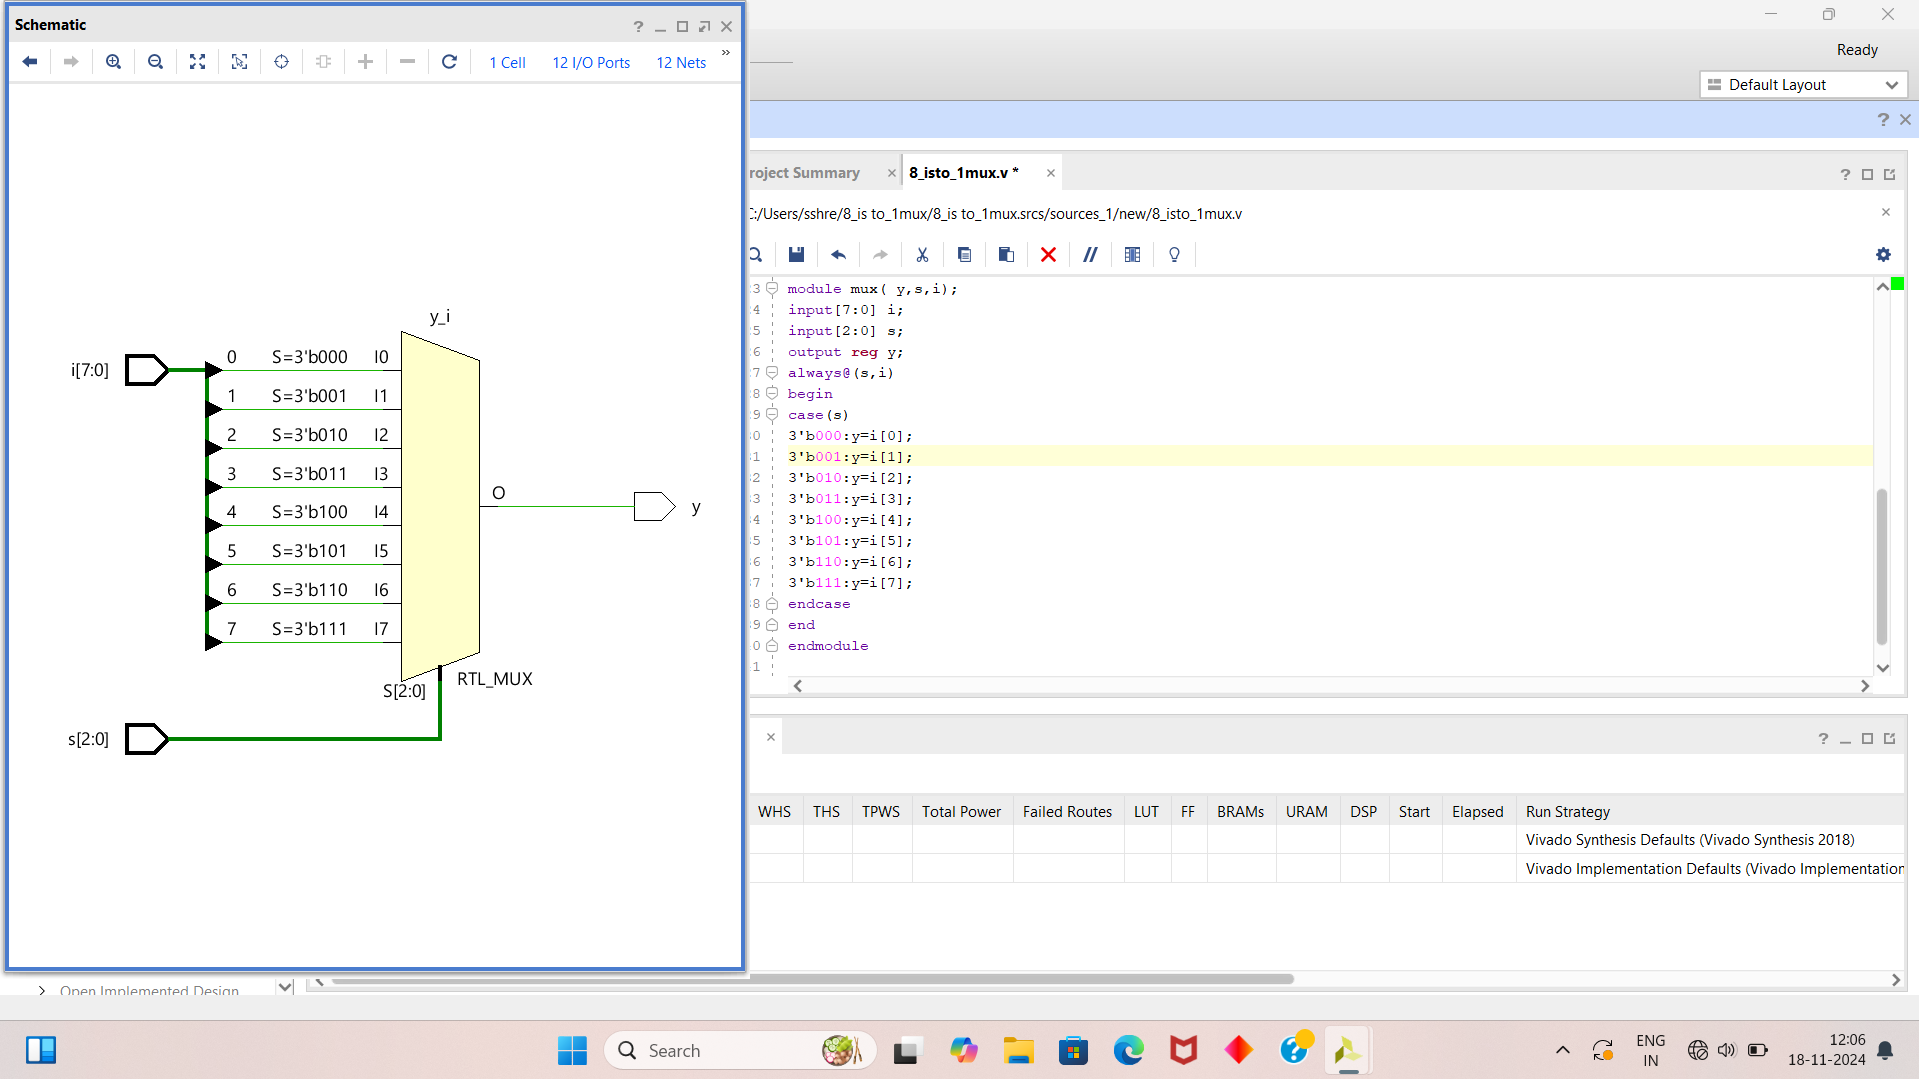 Schematic
1 Cell
12 I/O Ports
12 Nets
y_i
i[7:0]
0 S=3'b000 I0
1 S=3'b001 I1
2 S=3'b010 I2
3 S=3'b011 I3
4 S=3'b100 I4
5 S=3'b101 I5
6 S=3'b110 I6
7 S=3'b111 I7
O
y
S[2:0]
RTL_MUX
s[2:0]
Ready
Default Layout
roject Summary
8_isto_1mux.v *
C:/Users/sshre/8_is to_1mux/8_is to_1mux.srcs/sources_1/new/8_isto_1mux.v
3 module mux( y,s,i);
4 input[7:0] i;
5 input[2:0] s;
6 output reg y;
7 always@(s,i)
8 begin
9 case(s)
0 3'b000:y=i[0];
1 3'b001:y=i[1];
2 3'b010:y=i[2];
3 3'b011:y=i[3];
4 3'b100:y=i[4];
5 3'b101:y=i[5];
6 3'b110:y=i[6];
7 3'b111:y=i[7];
8 endcase
9 end
0 endmodule
1
WHS THS TPWS Total Power Failed Routes LUT FF BRAMs URAM DSP Start Elapsed Run Strategy
Vivado Synthesis Defaults (Vivado Synthesis 2018)
Vivado Implementation Defaults (Vivado Implementation
Open Implemented Design
Search
ENG
IN
12:06
18-11-2024